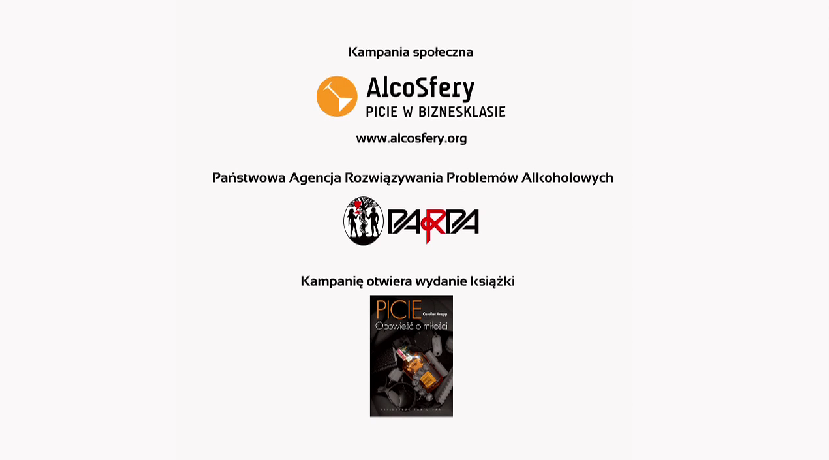 Kampania społeczna
AlcoSfery
PICIE W BIZNESKLASIE
www.alcosfery.org
Państwowa Agencja Rozwiązywania Problemów Alkoholowych
PARPA
Kampanię otwiera wydanie książki
PICIE
Caroline Knapp
Opowieść o miłości